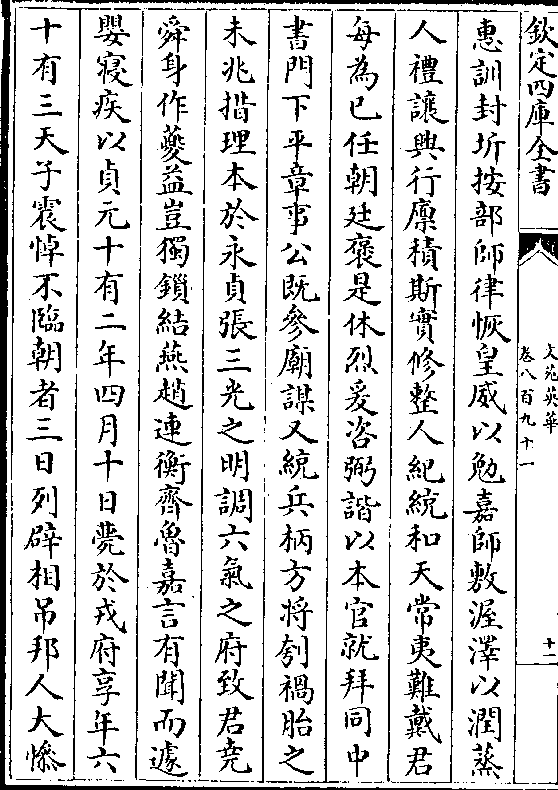 欽定四庫全書
文苑英華
卷八百九十一
十一
惠訓封圻按部師律恢皇威以勉嘉師敷渥澤以潤蒸
人禮讓興行廪積斯實修整人紀統和天常夷難戴君
每為已任朝廷褒是休烈爰咨弼諧以本官就拜同中
書門下平章事公既參廟謀又統兵柄方将刳禍胎之
未兆措理本於永貞張三光之明調六氣之府致君堯
舜身作夔益豈獨鎖結燕趙連衡齊魯嘉言有聞而遽
嬰寝疾以貞元十有二年四月十日薨於戎府享年六
十有三天子震悼不臨朝者三日列辟相吊邦人大慘